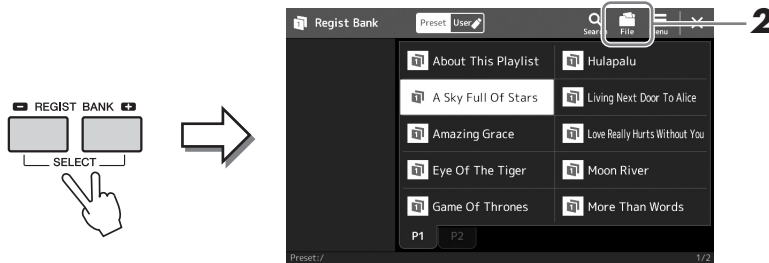 − REGIST BANK +
SELECT
Regist Bank
Preset User
Search File Menu
2
About This Playlist
Hulapalu
A Sky Full Of Stars
Living Next Door To Alice
Amazing Grace
Love Really Hurts Without You
Eye Of The Tiger
Moon River
Game Of Thrones
More Than Words
P1 P2
Preset:/
1/2